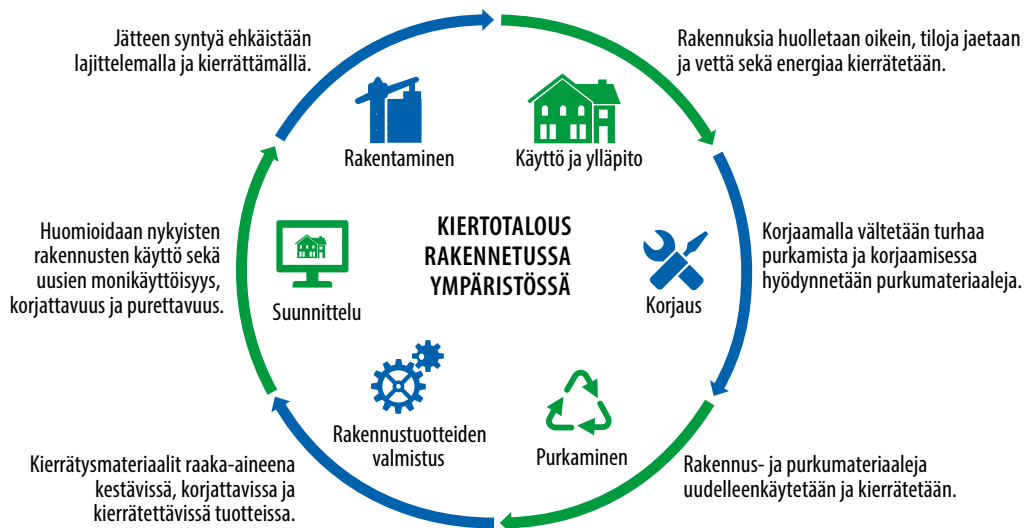 Jätteen syntyä ehkäistään
lajittelemalla ja kierrättämällä.
Rakentaminen
Rakennuksia huolletaan oikein, tiloja jaetaan
ja vettä sekä energiaa kierrätetään.
Käyttö ja ylläpito
KIERTOTALOUS
RAKENNETUSSA
YMPÄRISTÖSSÄ
Korjaamalla vältetään turhaa
purkamista ja korjaamisessa
hyödynnetään purkumateriaaleja.
Korjaus
Rakennus- ja purkumateriaaleja
uudelleenkäytetään ja kierrätetään.
Purkaminen
Rakennustuotteiden
valmistus
Kierrätysmateriaalit raaka-aineena
kestävissä, korjattavissa ja
kierrätettävissä tuotteissa.
Huomioidaan nykyisten
rakennusten käyttö sekä
uusien monikäyttöisyys,
korjattavuus ja purettavuus.
Suunnittelu